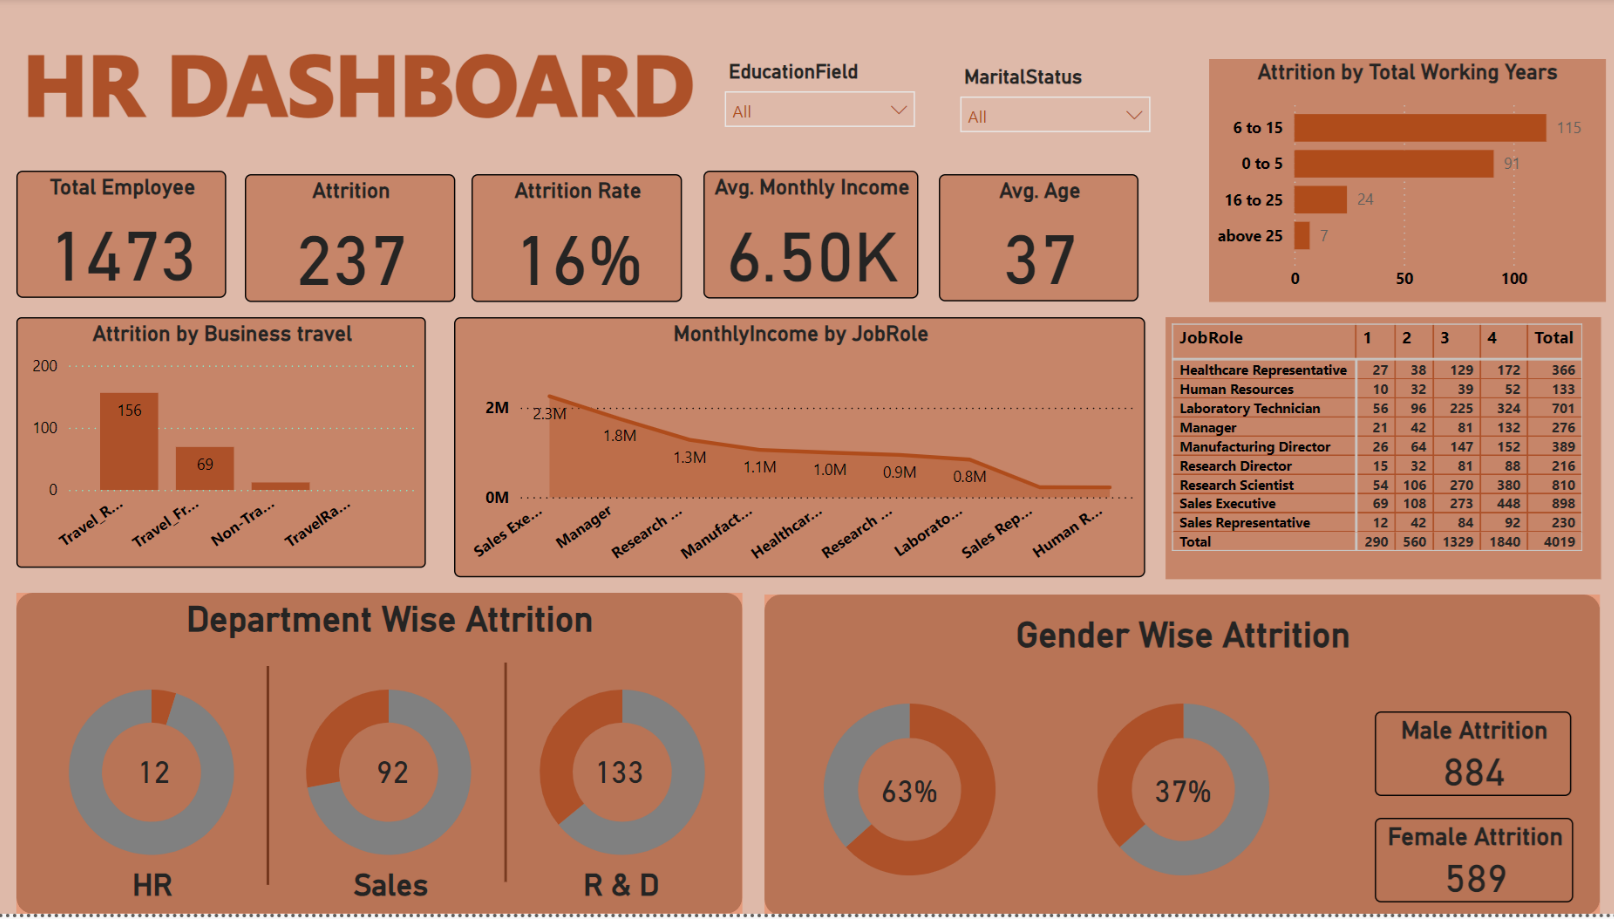 HR DASHBOARD
EducationField
All
MaritalStatus
All
Attrition by Total Working Years
6 to 15 115
0 to 5 91
16 to 25 24
above 25 7
0 50 100
Total Employee
1473
Attrition
237
Attrition Rate
16%
Avg. Monthly Income
6.50K
Avg. Age
37
Attrition by Business travel
200
100
0
156
69
Travel_R...
Travel_Fr...
Non-Tra...
TravelRa...
MonthlyIncome by JobRole
2M
0M
2.3M
1.8M
1.3M
1.1M
1.0M
0.9M
0.8M
Sales Exe...
Manager
Research ...
Manufact...
Healthcar...
Research ...
Laborato...
Sales Rep...
Human R...
JobRole 1 2 3 4 Total
Healthcare Representative 27 38 129 172 366
Human Resources 10 32 39 52 133
Laboratory Technician 56 96 225 324 701
Manager 21 42 81 132 276
Manufacturing Director 26 64 147 152 389
Research Director 15 32 81 88 216
Research Scientist 54 106 270 380 810
Sales Executive 69 108 273 448 898
Sales Representative 12 42 84 92 230
Total 290 560 1329 1840 4019
Department Wise Attrition
12
HR
92
Sales
133
R & D
Gender Wise Attrition
63%
37%
Male Attrition
884
Female Attrition
589